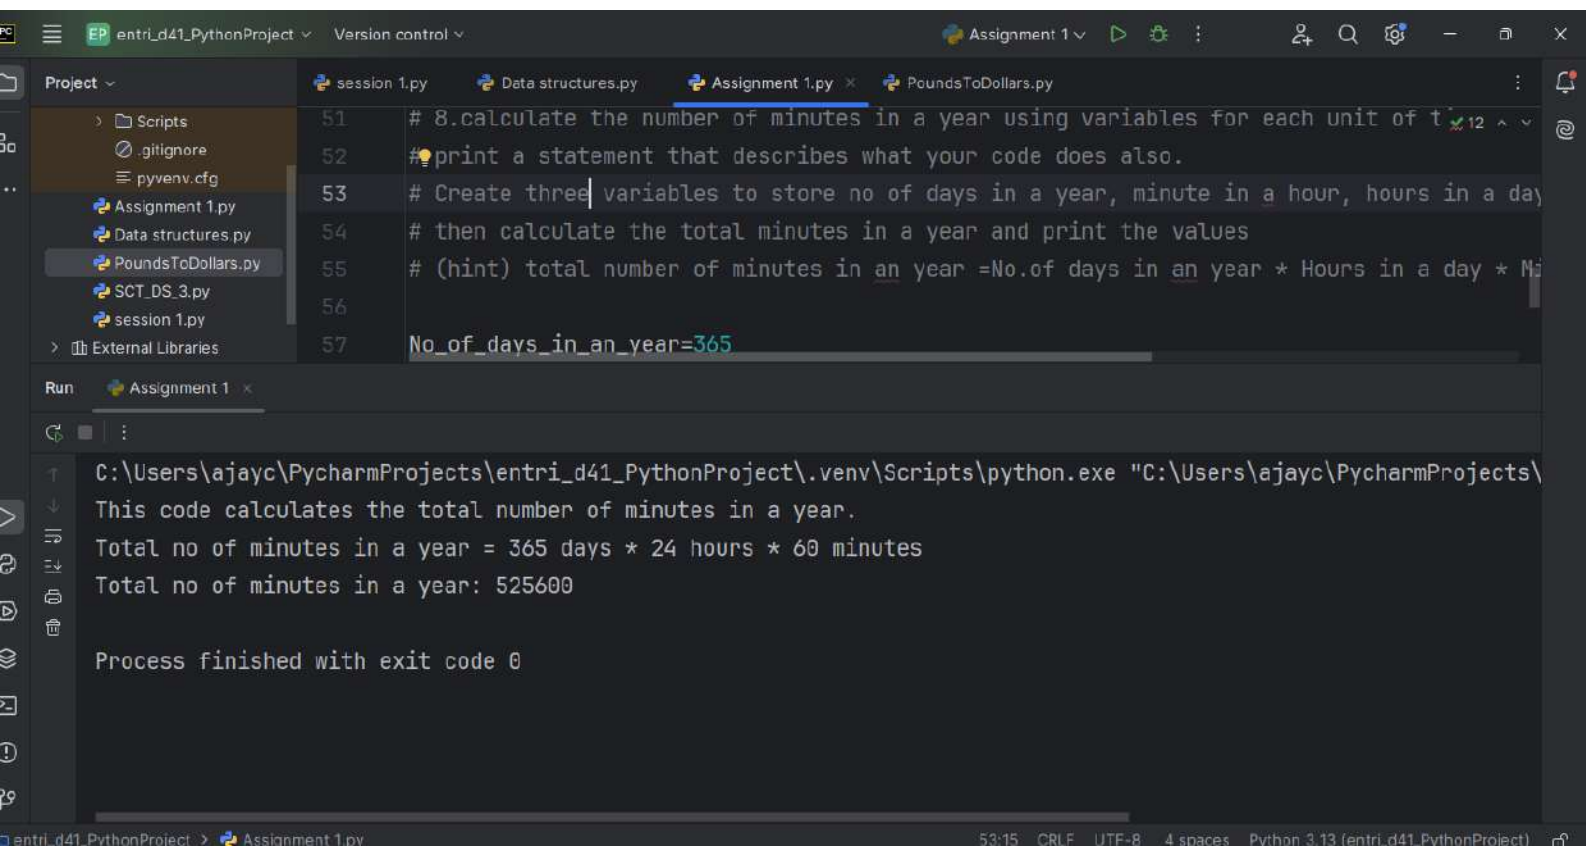 PC
EP entri_d41_PythonProject Version control Assignment 1
Project session 1.py Data structures.py Assignment 1.py PoundsToDollars.py
Scripts
.gitignore
pyvenv.cfg
Assignment 1.py
Data structures.py
PoundsToDollars.py
SCT_DS_3.py
session 1.py
External Libraries
51 # 8.calculate the number of minutes in a year using variables for each unit of t 12
52 # print a statement that describes what your code does also.
53 # Create three variables to store no of days in a year, minute in a hour, hours in a day
54 # then calculate the total minutes in a year and print the values
55 # (hint) total number of minutes in an year =No.of days in an year * Hours in a day * Mi
56
57 No_of_days_in_an_year=365
Run Assignment 1
C:\Users\ajayc\PycharmProjects\entri_d41_PythonProject\.venv\Scripts\python.exe "C:\Users\ajayc\PycharmProjects\
This code calculates the total number of minutes in a year.
Total no of minutes in a year = 365 days * 24 hours * 60 minutes
Total no of minutes in a year: 525600
Process finished with exit code 0
entri_d41_PythonProject > Assignment 1.py 53:15 CRLF UTF-8 4 spaces Python 3.13 (entri_d41_PythonProject)